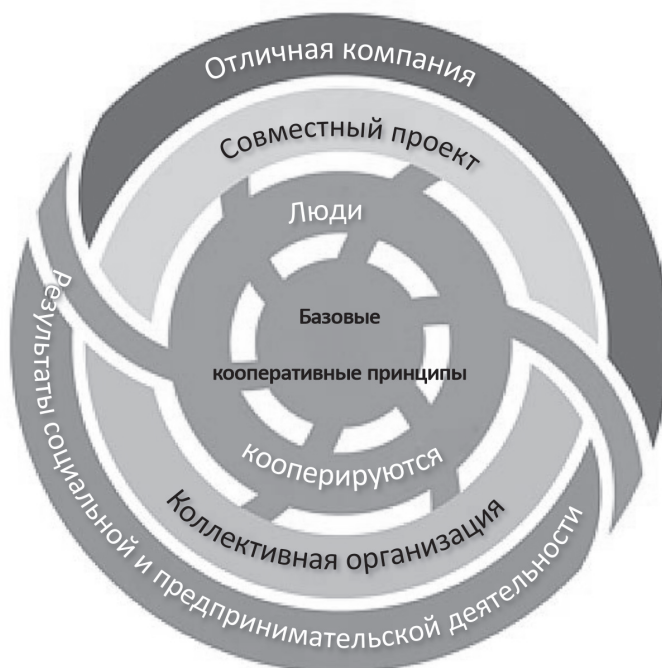 Отличная компания
Совместный проект
Люди
Базовые
кооперативные принципы
кооперируются
Коллективная организация
Результаты социальной и предпринимательской деятельности